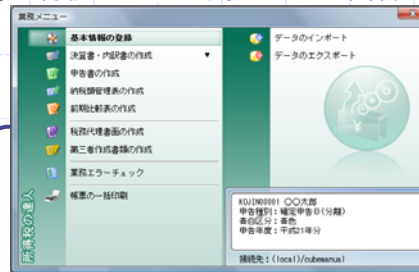 業務メニュー
基本情報の登録
決算書・内訳書の作成
申告書の作成
納税額管理表の作成
前期比較表の作成
税務代理書面の作成
第三者作成書類の作成
業務エラーチェック
帳票の一括印刷
データのインポート
データのエクスポート
所得税の達人
KOJIN00001 〇〇太郎
申告種別：確定申告B(分離)
青白区分：青色
申告年度：平成21年分
接続先：(local)/cubemanual